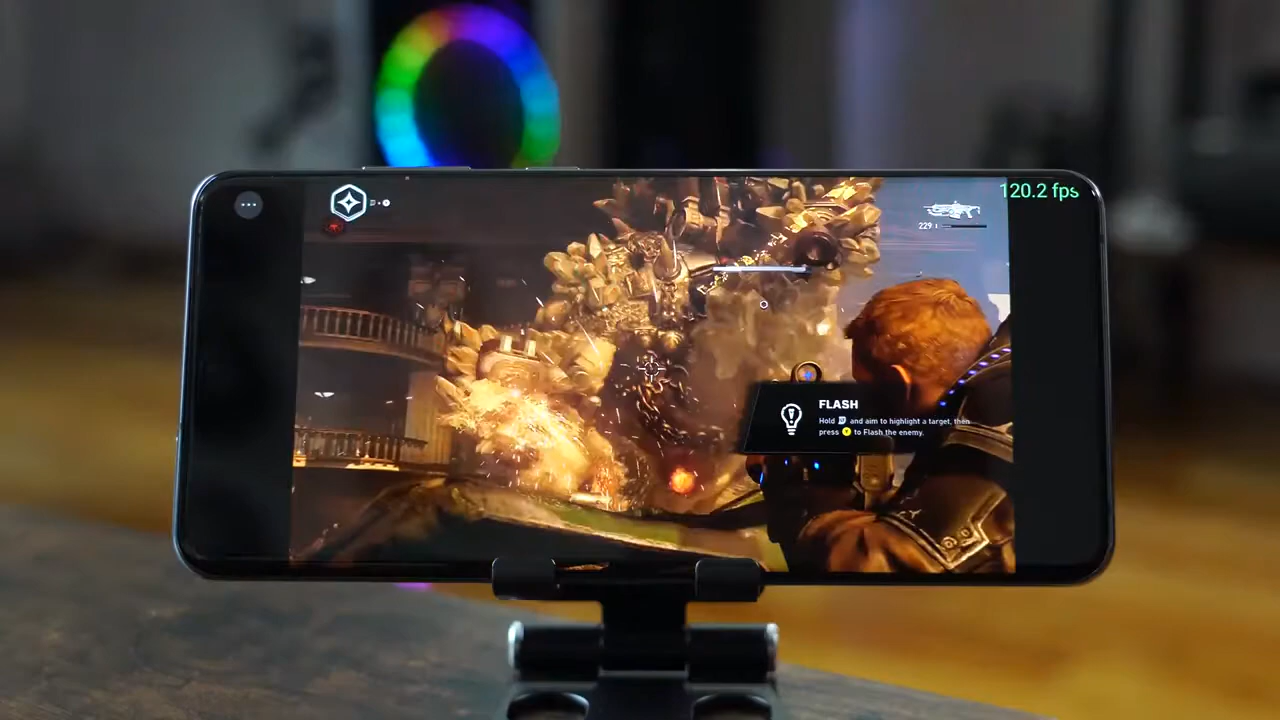 120.2 fps
229
FLASH
Hold and aim to highlight a target, then
press Y to Flash the enemy.